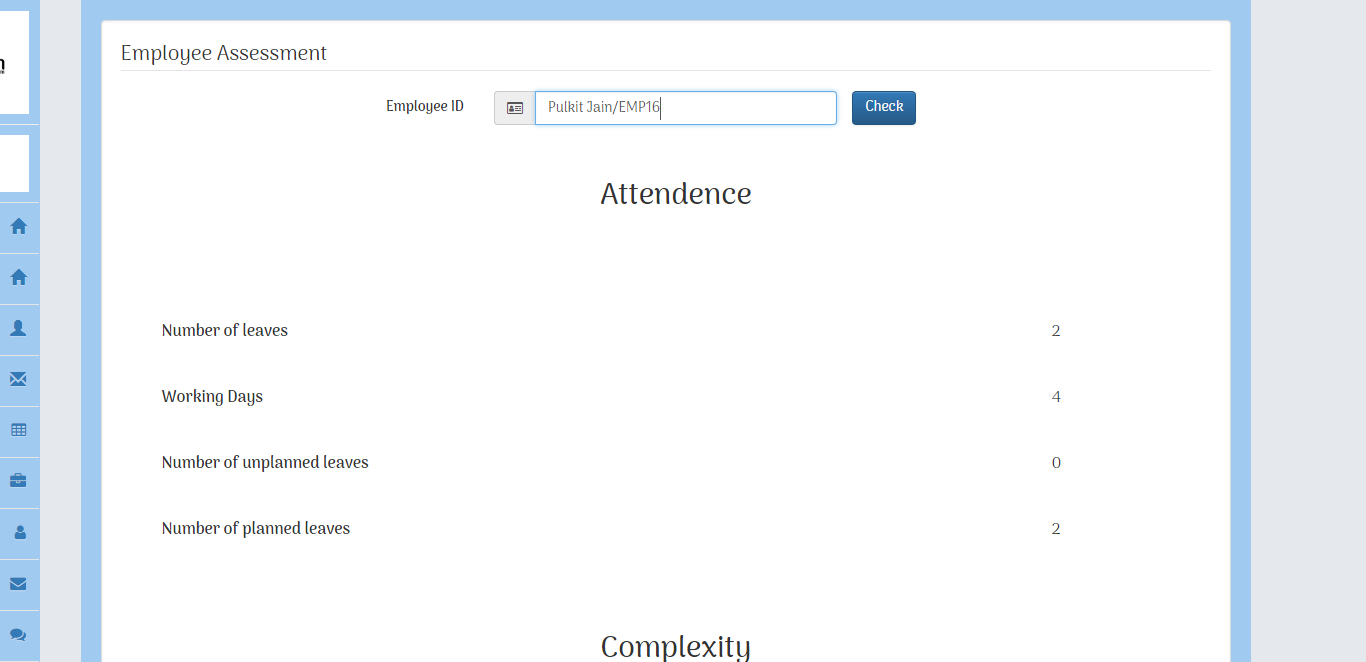 Employee Assessment
Employee ID Pulkit Jain/EMP16 Check
Attendence
Number of leaves 2
Working Days 4
Number of unplanned leaves 0
Number of planned leaves 2
Complexity